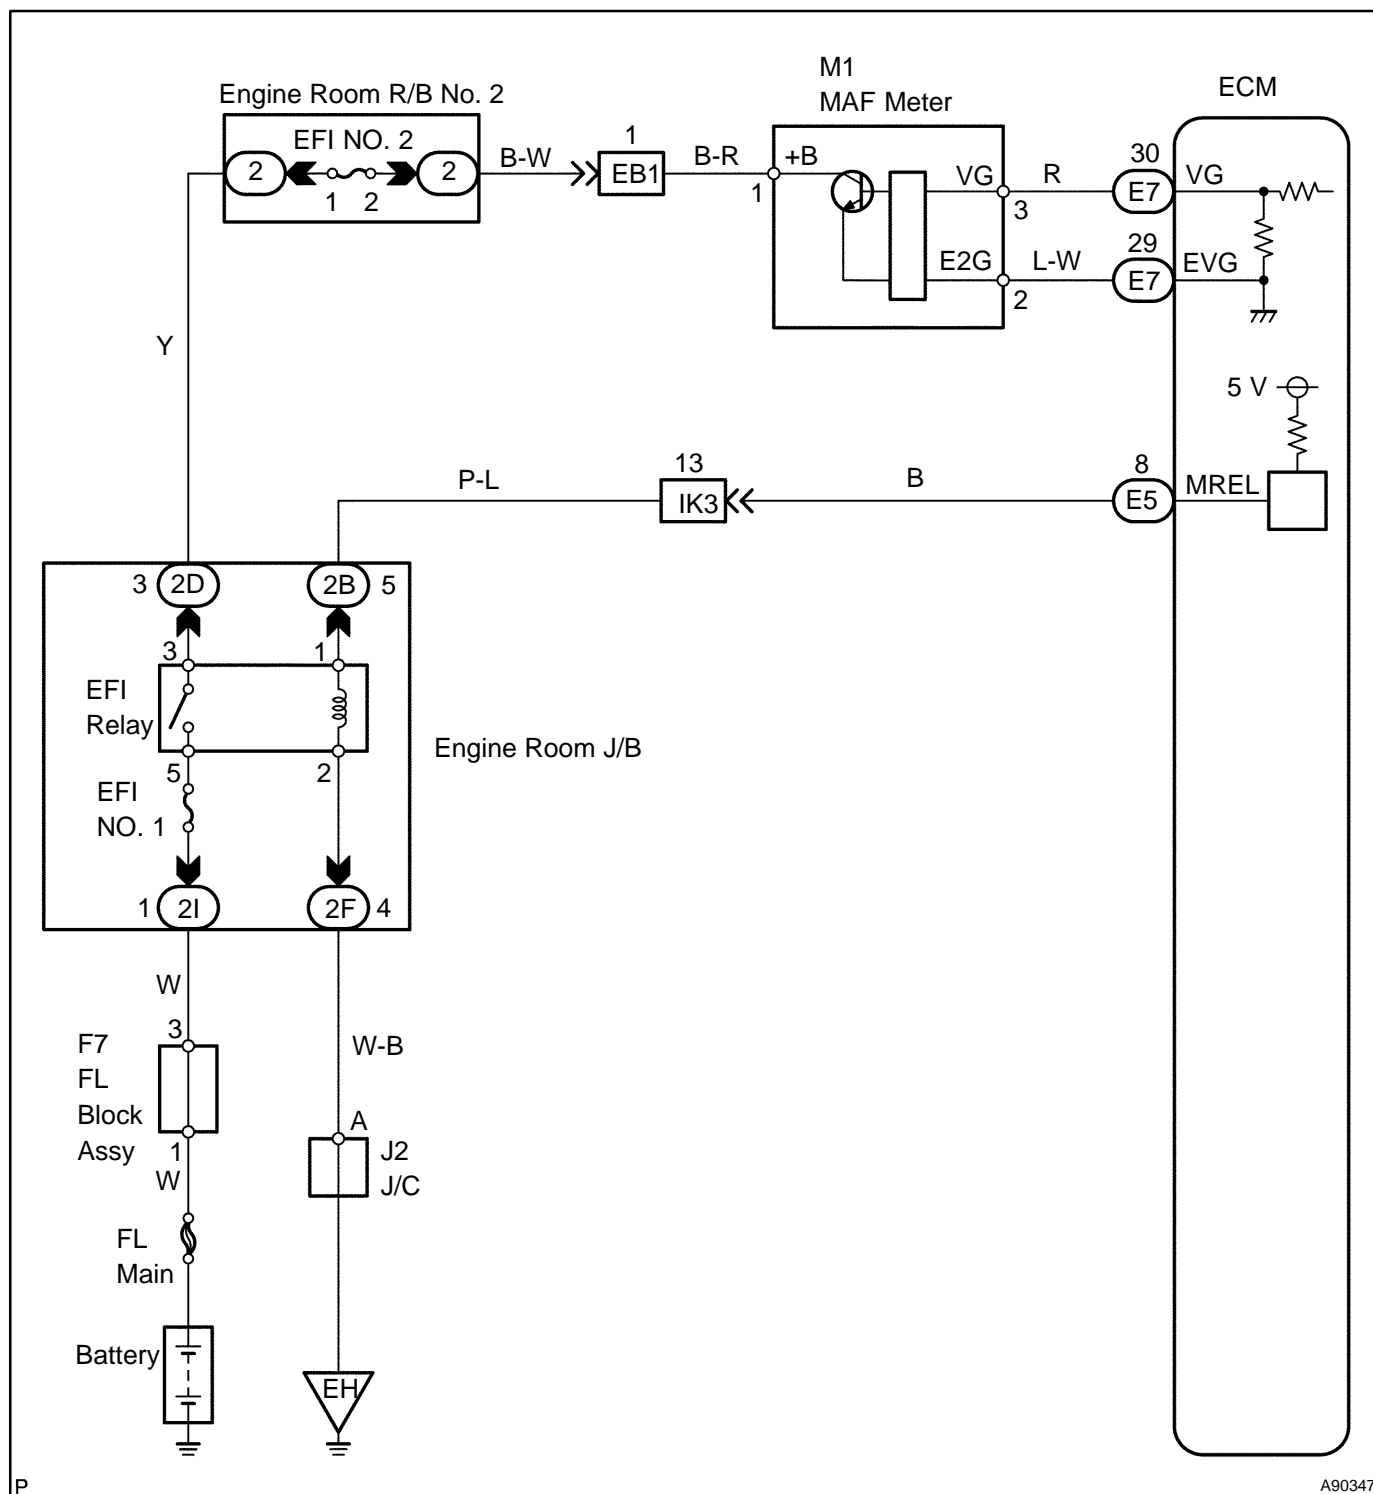 M1
MAF Meter
ECM
Engine Room R/B No. 2
EFI NO. 2
2
2
1 2
B-W
1
EB1
B-R
+B
1
VG
3
R
30
E7
VG
E2G
2
L-W
29
E7
EVG
Y
5 V
P-L
13
IK3
B
8
E5
MREL
3
2D
2B
5
3
1
EFI
Relay
5
2
Engine Room J/B
EFI
NO. 1
1
2I
2F
4
W
3
F7
FL
Block
Assy
1
W
W-B
A
J2
J/C
FL
Main
Battery
EH
P
A90347